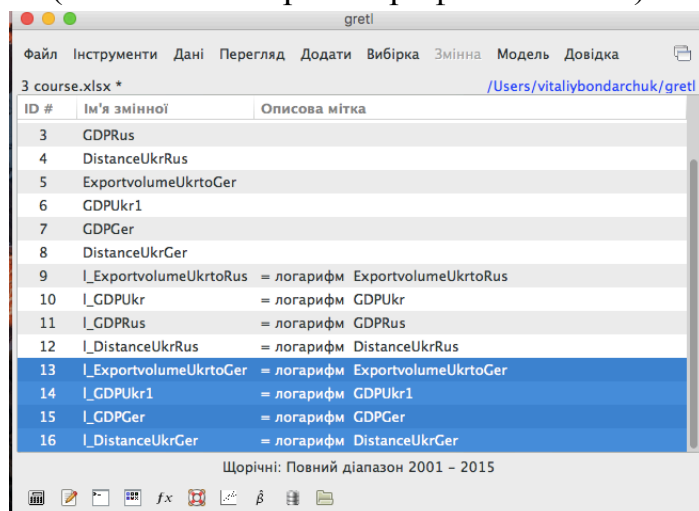 gretl
Файл Інструменти Дані Перегляд Додати Вибірка Змінна Модель Довідка
3 course.xlsx * /Users/vitaliybondarchuk/gretl
ID # Ім'я змінної Описова мітка
3 GDPRus
4 DistanceUkrRus
5 ExportvolumeUkrtoGer
6 GDPUkr1
7 GDPGer
8 DistanceUkrGer
9 l_ExportvolumeUkrtoRus = логарифм ExportvolumeUkrtoRus
10 l_GDPUkr = логарифм GDPUkr
11 l_GDPRus = логарифм GDPRus
12 l_DistanceUkrRus = логарифм DistanceUkrRus
13 l_ExportvolumeUkrtoGer = логарифм ExportvolumeUkrtoGer
14 l_GDPUkr1 = логарифм GDPUkr1
15 l_GDPGer = логарифм GDPGer
16 l_DistanceUkrGer = логарифм DistanceUkrGer
Щорічні: Повний діапазон 2001 – 2015
fx β̂